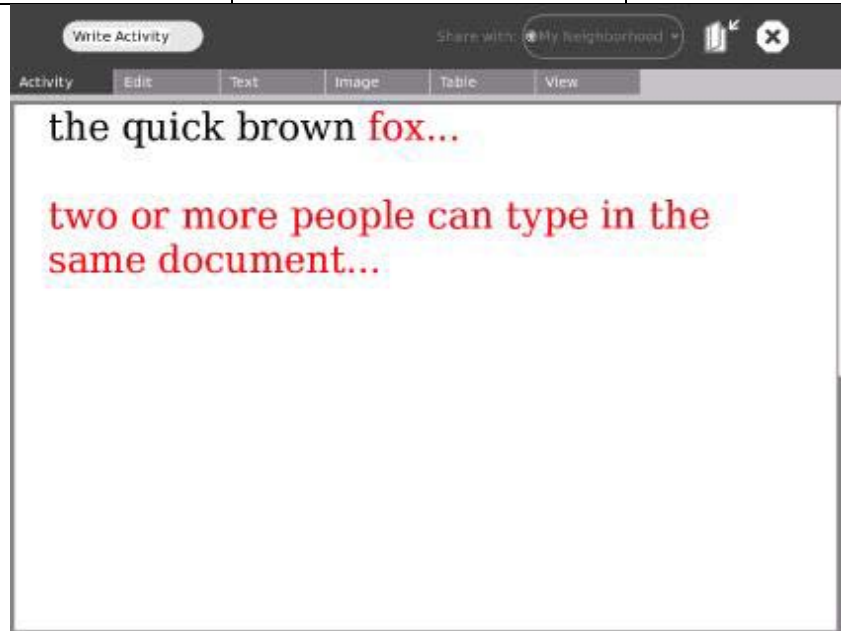 Write Activity
Share with: My Neighborhood
Activity Edit Text Image Table View
the quick brown fox...
two or more people can type in the
same document...